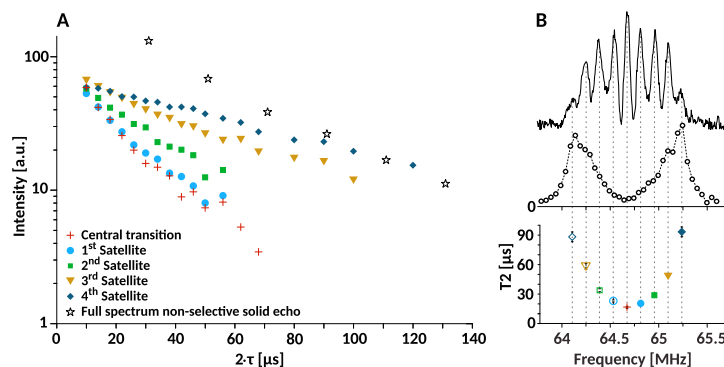 A
100
10
1
Intensity [a.u.]
Central transition
1st Satellite
2nd Satellite
3rd Satellite
4th Satellite
Full spectrum non-selective solid echo
0 20 40 60 80 100 120 140
2·τ [µs]
B
0
90
60
30
0
T2 [µs]
64 64.5 65 65.5
Frequency [MHz]